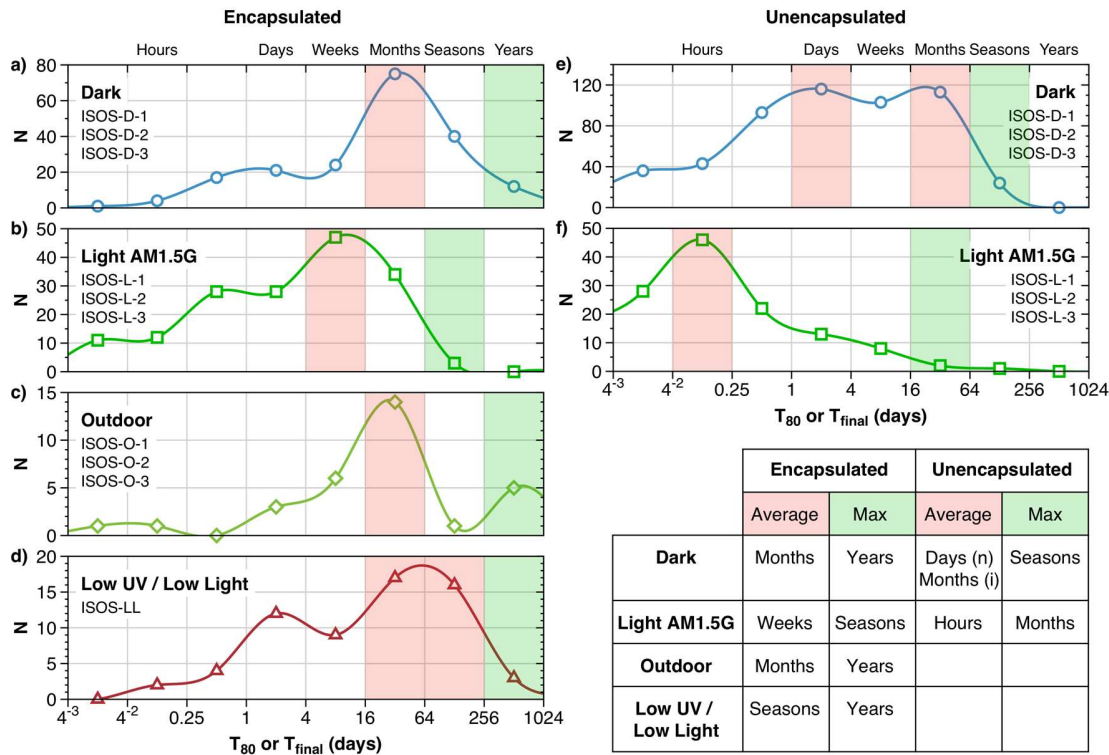 Encapsulated
Unencapsulated
Hours Days Weeks Months Seasons Years
Hours Days Weeks Months Seasons Years
a)
80
60
40
20
0
N
Dark
ISOS-D-1
ISOS-D-2
ISOS-D-3
b)
50
40
30
20
10
0
N
Light AM1.5G
ISOS-L-1
ISOS-L-2
ISOS-L-3
c)
15
10
5
0
N
Outdoor
ISOS-O-1
ISOS-O-2
ISOS-O-3
d)
20
15
10
5
0
N
Low UV / Low Light
ISOS-LL
4⁻³ 4⁻² 0.25 1 4 16 64 256 1024
T₈₀ or T_final (days)
e)
120
80
40
0
N
Dark
ISOS-D-1
ISOS-D-2
ISOS-D-3
f)
50
40
30
20
10
0
N
Light AM1.5G
ISOS-L-1
ISOS-L-2
ISOS-L-3
4⁻³ 4⁻² 0.25 1 4 16 64 256 1024
T₈₀ or T_final (days)
Encapsulated Unencapsulated
Average Max Average Max
Dark Months Years Days (n) Seasons
Months (i)
Light AM1.5G Weeks Seasons Hours Months
Outdoor Months Years
Low UV / Seasons Years
Low Light